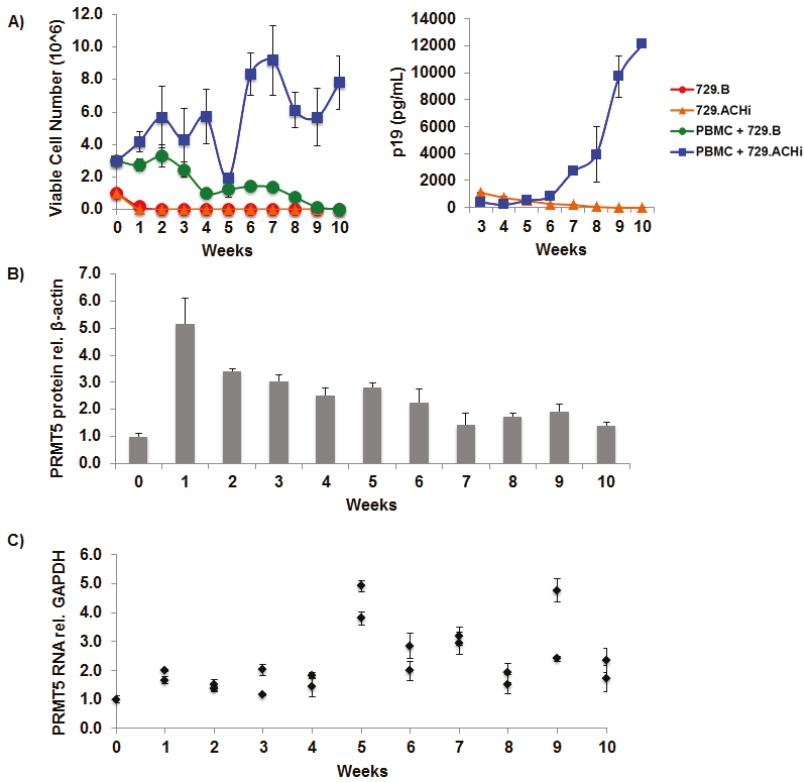 A)
Viable Cell Number (10^6)
12.0
10.0
8.0
6.0
4.0
2.0
0.0
0 1 2 3 4 5 6 7 8 9 10
Weeks
p19 (pg/mL)
14000
12000
10000
8000
6000
4000
2000
0
3 4 5 6 7 8 9 10
Weeks
729.B
729.ACHi
PBMC + 729.B
PBMC + 729.ACHi
B)
PRMT5 protein rel. β-actin
7.0
6.0
5.0
4.0
3.0
2.0
1.0
0.0
0 1 2 3 4 5 6 7 8 9 10
Weeks
C)
PRMT5 RNA rel. GAPDH
6.0
5.0
4.0
3.0
2.0
1.0
0.0
0 1 2 3 4 5 6 7 8 9 10
Weeks